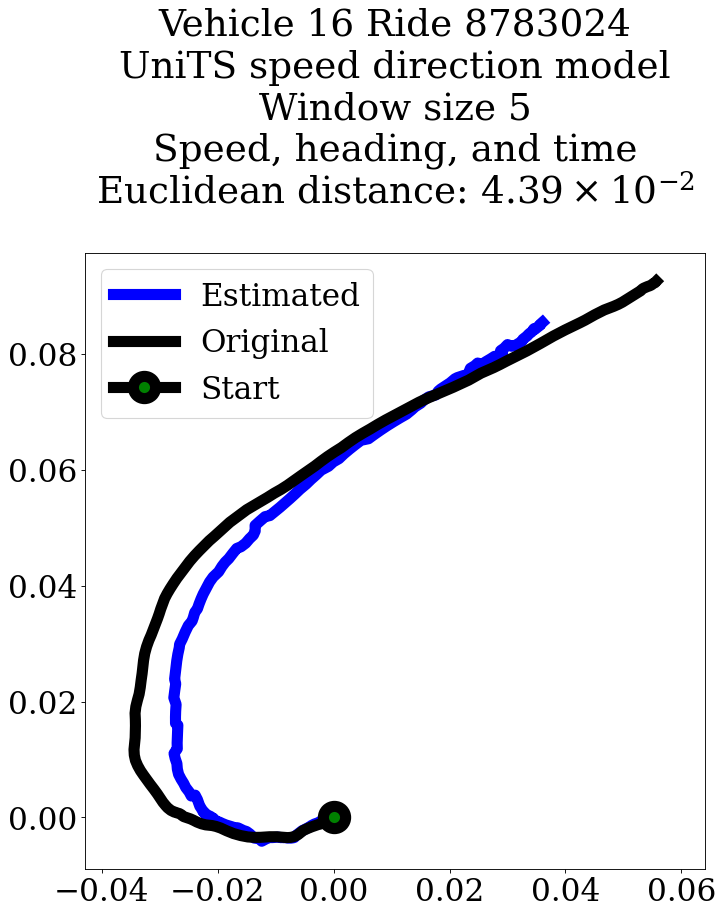 Vehicle 16 Ride 8783024
UniTS speed direction model
Window size 5
Speed, heading, and time
Euclidean distance: 4.39 × 10⁻²
Estimated
Original
Start
0.08
0.06
0.04
0.02
0.00
−0.04 −0.02 0.00 0.02 0.04 0.06